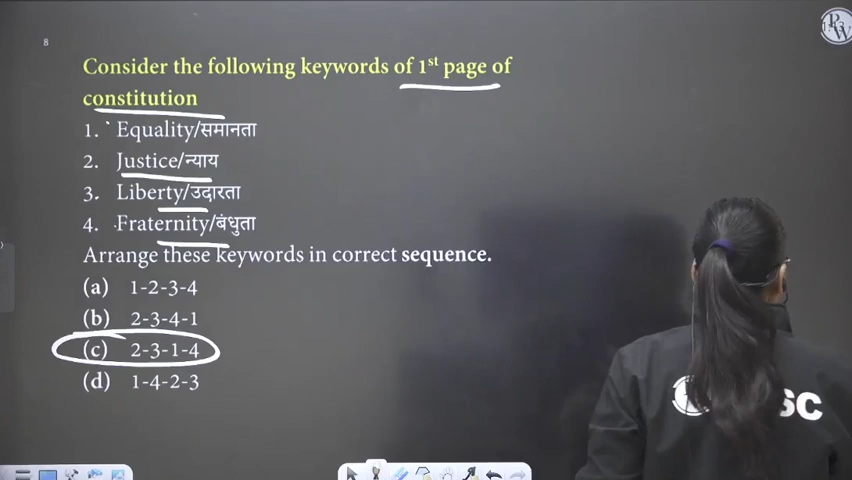 8
Consider the following keywords of 1st page of
constitution
1. Equality/समानता
2. Justice/न्याय
3. Liberty/उदारता
4. Fraternity/बंधुता
Arrange these keywords in correct sequence.
(a) 1-2-3-4
(b) 2-3-4-1
(c) 2-3-1-4
(d) 1-4-2-3
SC